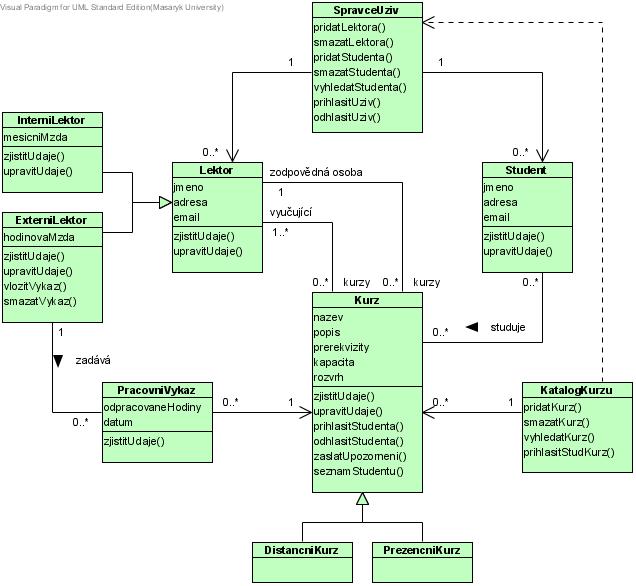 Visual Paradigm for UML Standard Edition(Masaryk University)
SpravceUziv
pridatLektora()
smazatLektora()
pridatStudenta()
smazatStudenta()
vyhledatStudenta()
prihlasitUziv()
odhlasitUziv()
1
1
0..*
0..*
InterniLektor
mesicniMzda
zjistitUdaje()
upravitUdaje()
ExterniLektor
hodinovaMzda
zjistitUdaje()
upravitUdaje()
vlozitVykaz()
smazatVykaz()
Lektor
jmeno
adresa
email
zjistitUdaje()
upravitUdaje()
zodpovědná osoba
1
vyučující
1..*
0..* kurzy
0..* kurzy
Student
jmeno
adresa
email
zjistitUdaje()
upravitUdaje()
0..*
0..*
studuje
1
zadává
0..*
PracovniVykaz
odpracovaneHodiny
datum
zjistitUdaje()
0..*
1
Kurz
nazev
popis
prerekvizity
kapacita
rozvrh
zjistitUdaje()
upravitUdaje()
prihlasitStudenta()
odhlasitStudenta()
zaslatUpozorneni()
seznamStudentu()
0..*
1
KatalogKurzu
pridatKurz()
smazatKurz()
vyhledatKurz()
prihlasitStudKurz()
DistancniKurz
PrezencniKurz